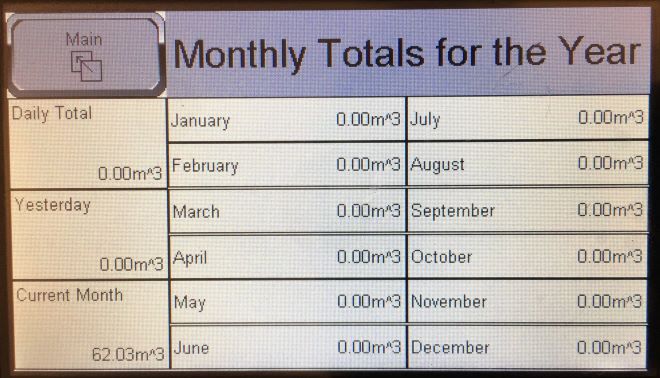 Main
Monthly Totals for the Year
Daily Total
0.00m^3
Yesterday
0.00m^3
Current Month
62.03m^3
January 0.00m^3
February 0.00m^3
March 0.00m^3
April 0.00m^3
May 0.00m^3
June 0.00m^3
July 0.00m^3
August 0.00m^3
September 0.00m^3
October 0.00m^3
November 0.00m^3
December 0.00m^3